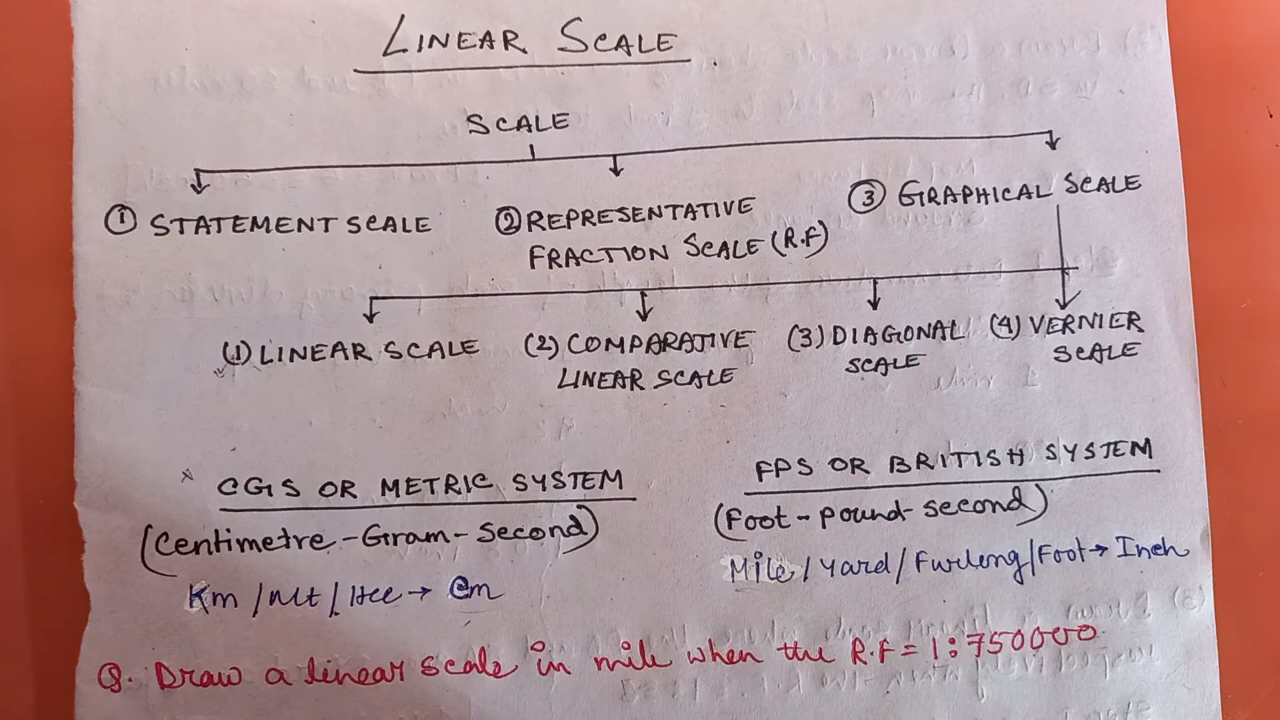 LINEAR SCALE
SCALE
① STATEMENT SCALE
② REPRESENTATIVE
FRACTION SCALE (R.F)
③ GRAPHICAL SCALE
(1) LINEAR SCALE
(2) COMPARATIVE
LINEAR SCALE
(3) DIAGONAL
SCALE
(4) VERNIER
SCALE
CGS OR METRIC SYSTEM
(Centimetre-Gram-Second)
Km / Mt / → Cm
FPS OR BRITISH SYSTEM
(Foot-pound-second)
Mile / Yard / Furlong / Foot → Inch
Q. Draw a linear scale in mile when the R.F = 1:750000